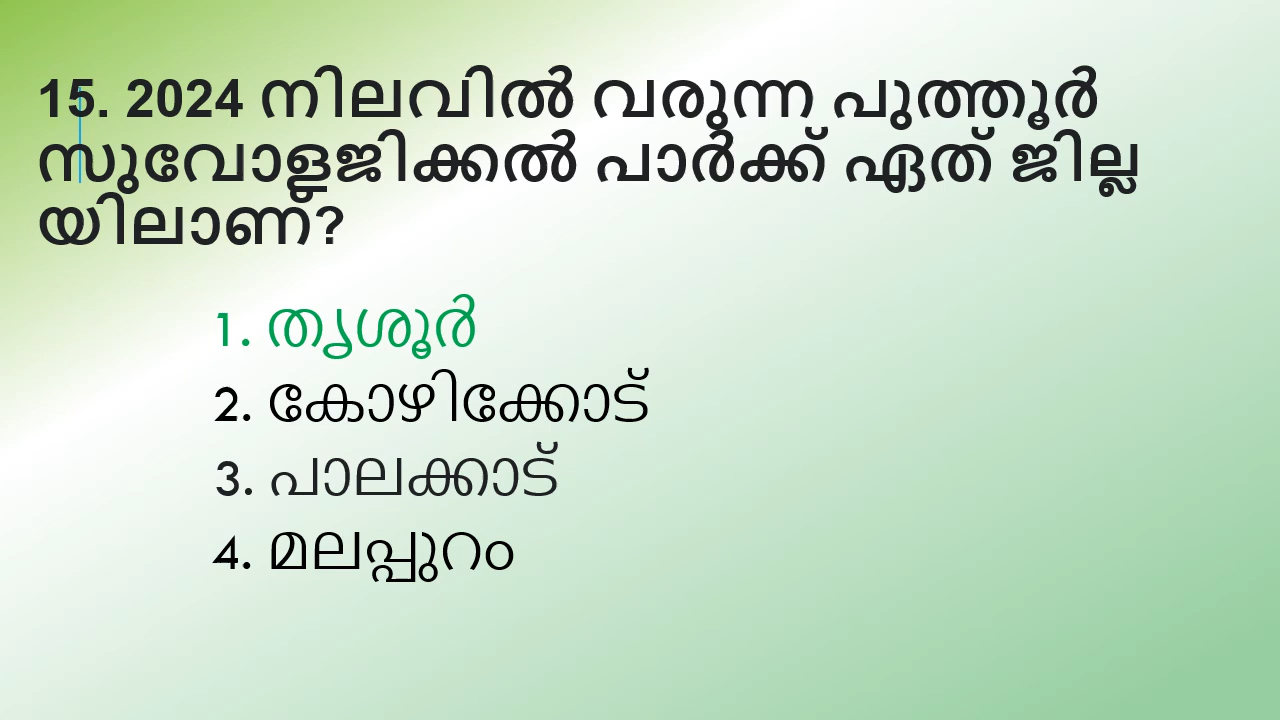 15. 2024 നിലവിൽ വരുന്ന പുത്തൂർ
സുവോളജിക്കൽ പാർക്ക് ഏത് ജില്ല
യിലാണ്?
1. തൃശൂർ
2. കോഴിക്കോട്
3. പാലക്കാട്
4. മലപ്പുറം